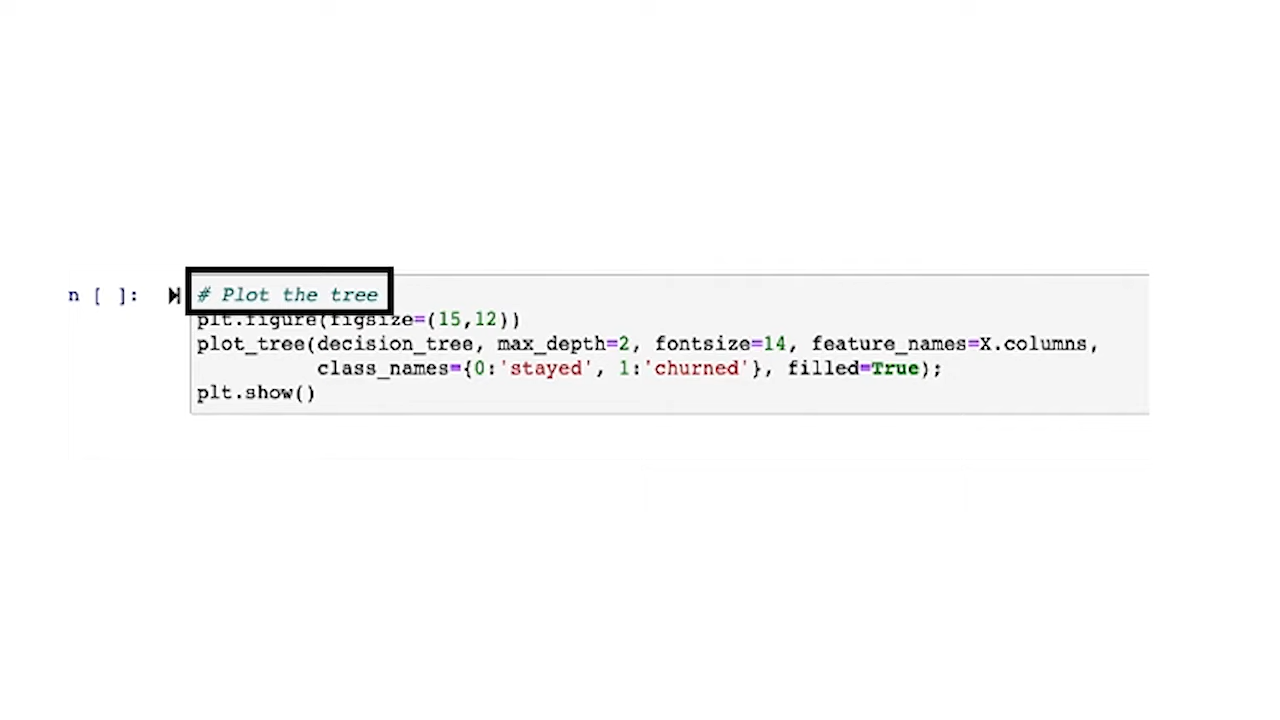 n [ ]: # Plot the tree
plt.figure(figsize=(15,12))
plot_tree(decision_tree, max_depth=2, fontsize=14, feature_names=X.columns,
class_names={0:'stayed', 1:'churned'}, filled=True);
plt.show()